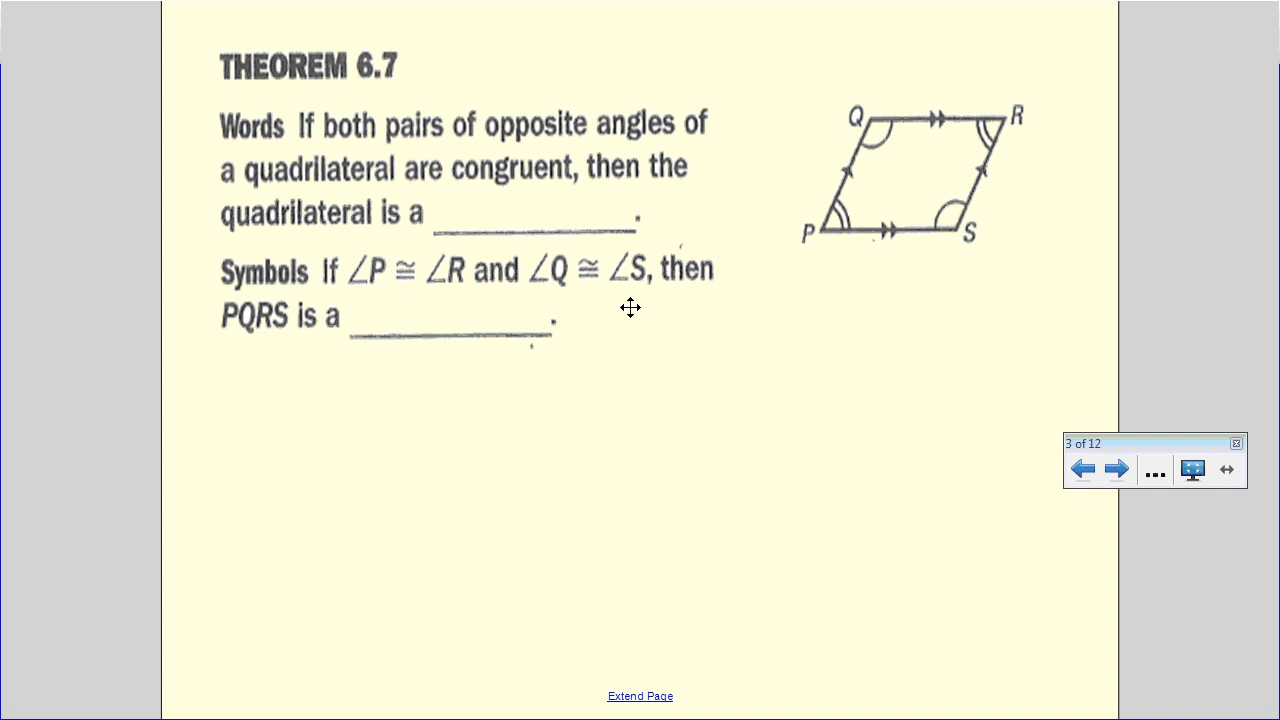 THEOREM 6.7
Words If both pairs of opposite angles of
a quadrilateral are congruent, then the
quadrilateral is a ____________.
Symbols If ∠P ≅ ∠R and ∠Q ≅ ∠S, then
PQRS is a ____________.
Q
R
P
S
3 of 12
...
Extend Page